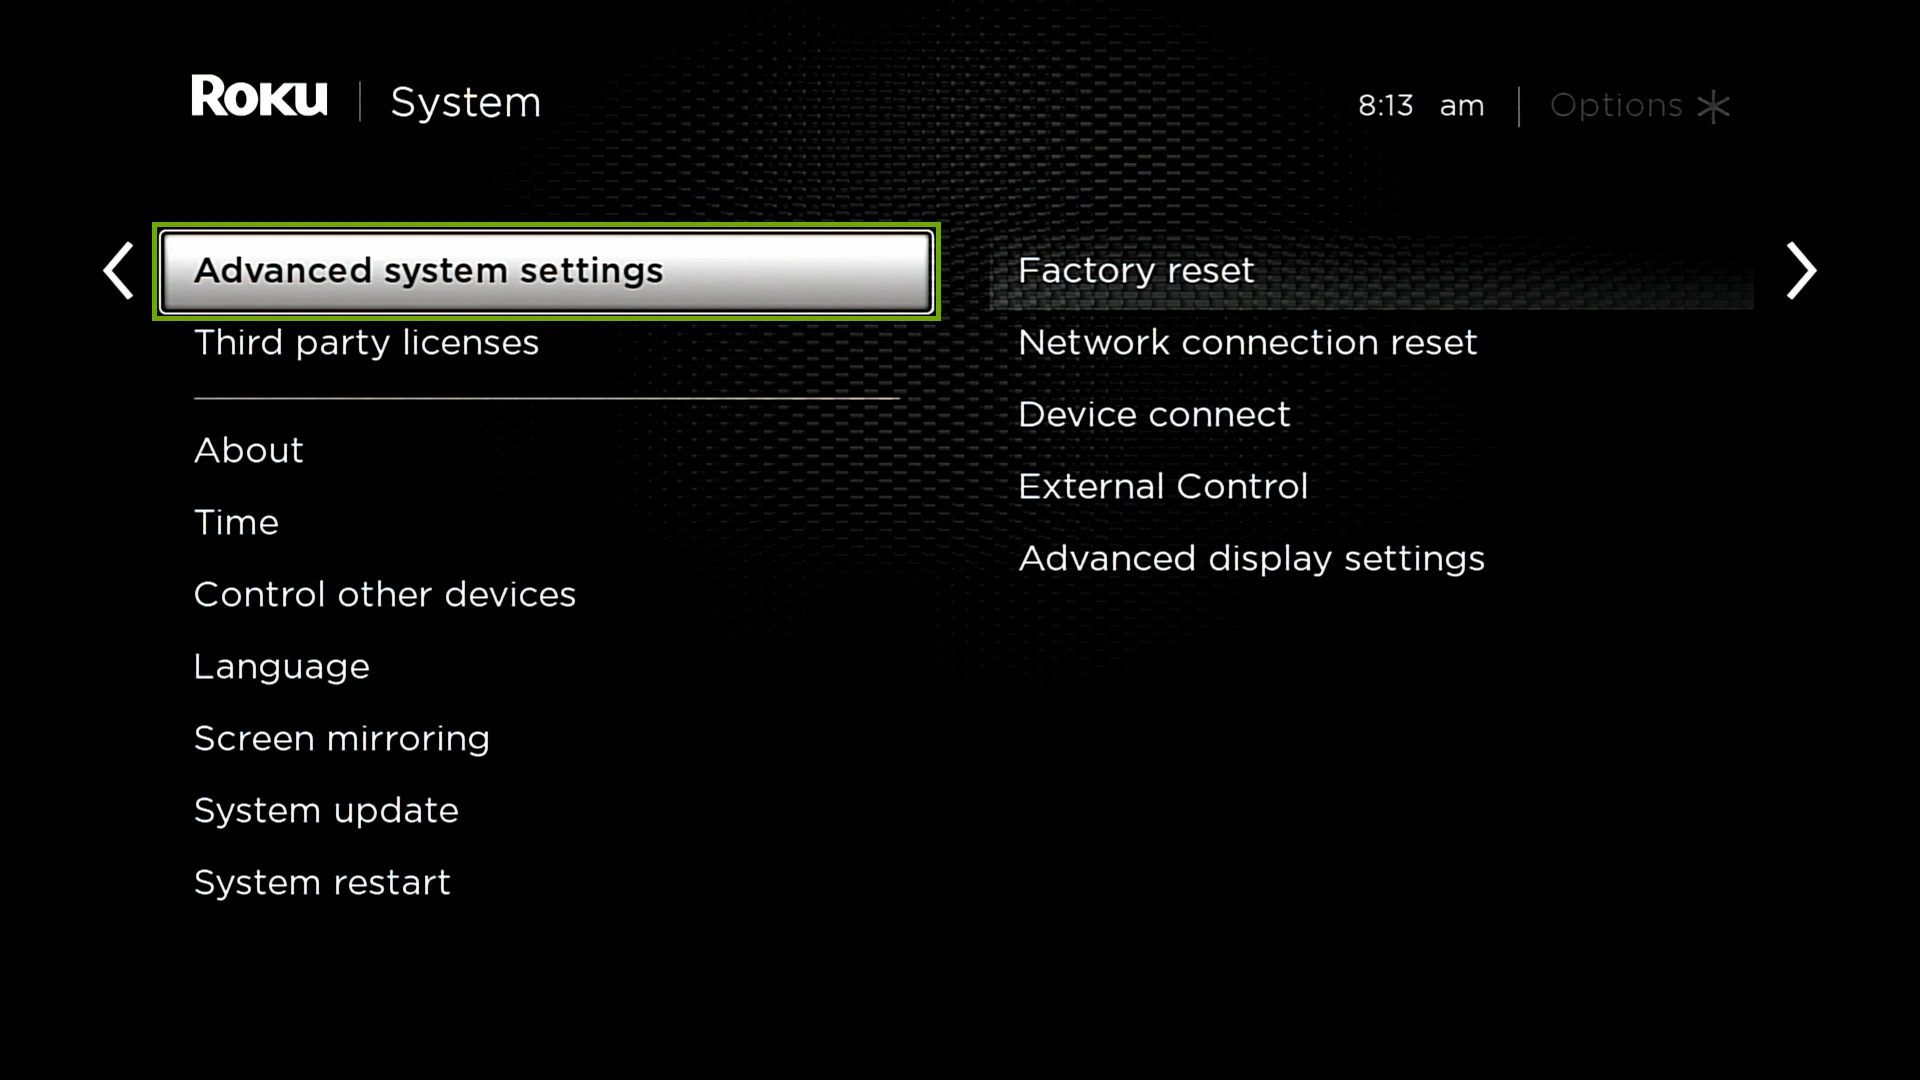 Roku | System
8:13 am | Options
Advanced system settings
Third party licenses
About
Time
Control other devices
Language
Screen mirroring
System update
System restart
Factory reset
Network connection reset
Device connect
External Control
Advanced display settings